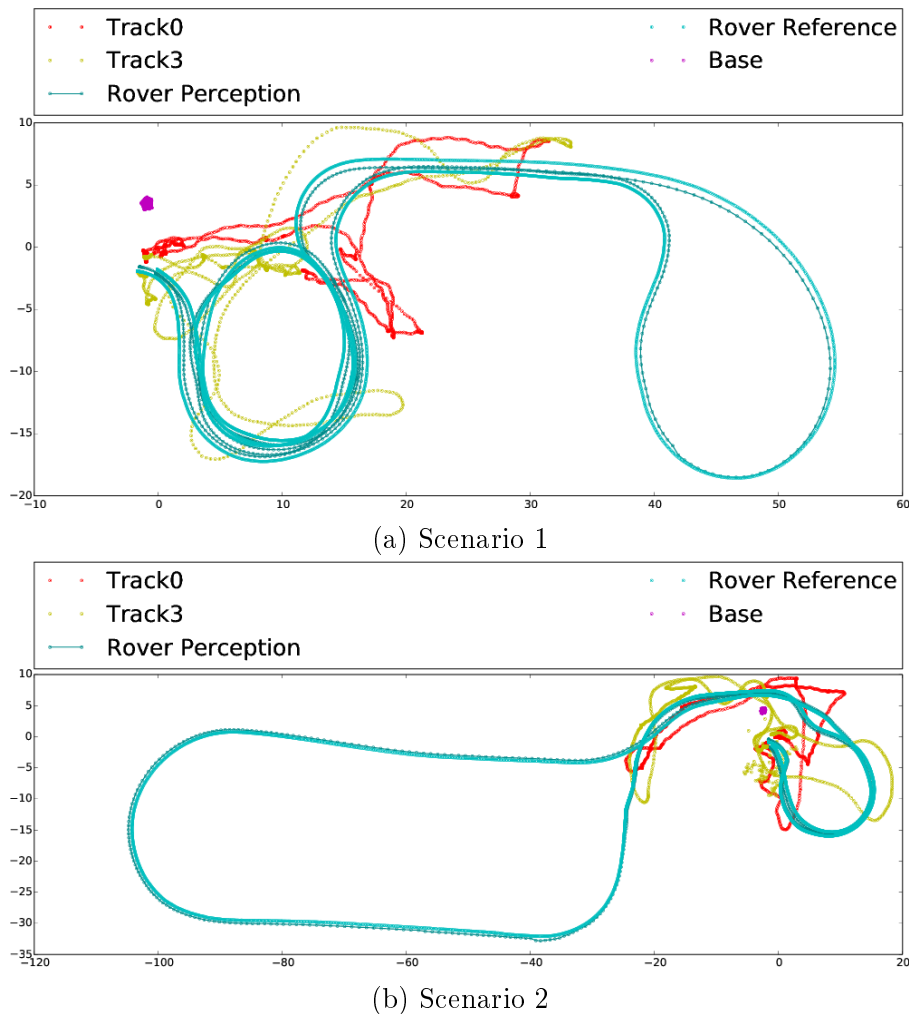 Track0
Rover Reference
Track3
Base
Rover Perception
10
5
0
−5
−10
−15
−20
−10 0 10 20 30 40 50 60
(a) Scenario 1
Track0
Rover Reference
Track3
Base
Rover Perception
10
5
0
−5
−10
−15
−20
−25
−30
−35
−120 −100 −80 −60 −40 −20 0 20
(b) Scenario 2